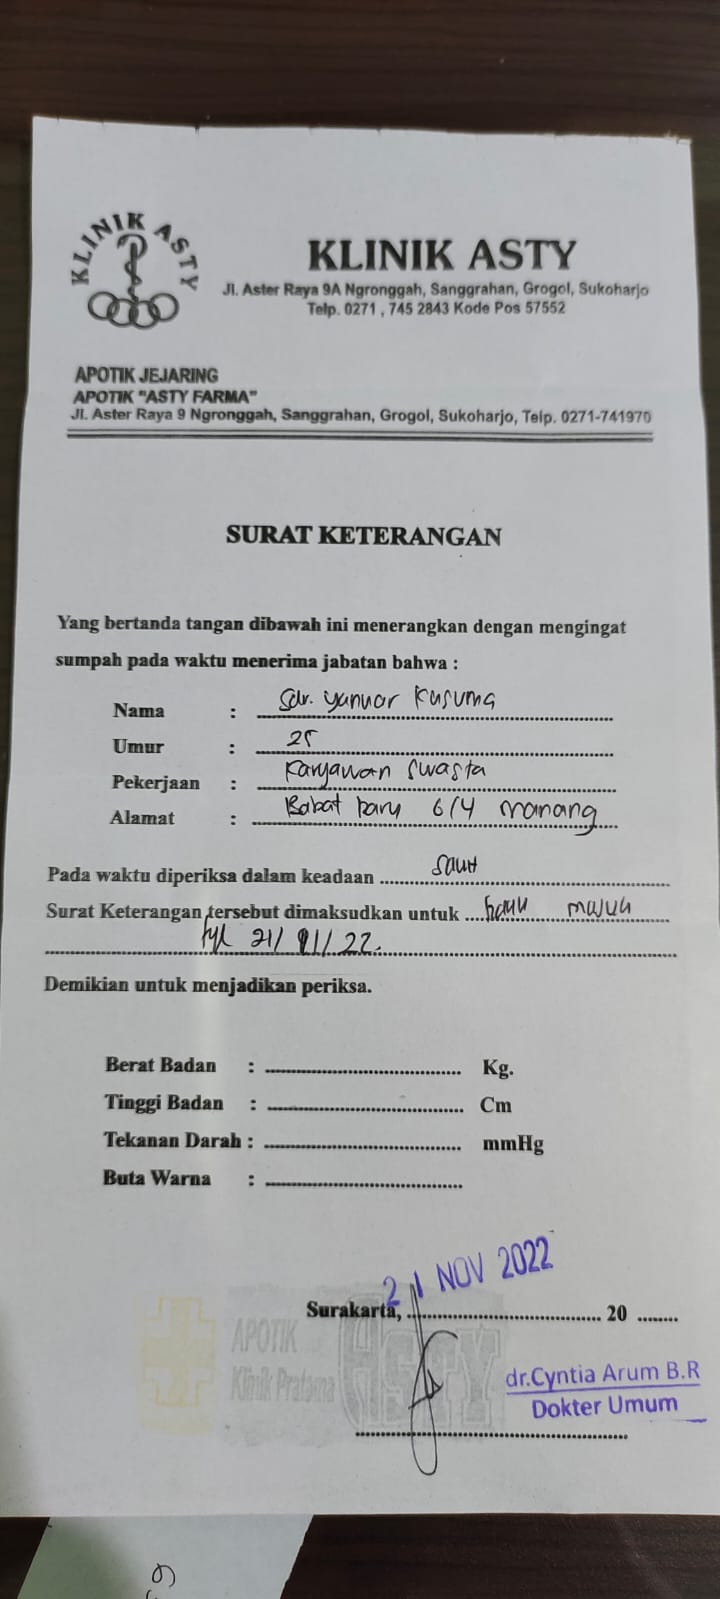 KLINIK ASTY
KLINIK ASTY
Jl. Aster Raya 9A Ngronggah, Sanggrahan, Grogol, Sukoharjo
Telp. 0271 , 745 2843 Kode Pos 57552
APOTIK JEJARING
APOTIK "ASTY FARMA"
Jl. Aster Raya 9 Ngronggah, Sanggrahan, Grogol, Sukoharjo, Telp. 0271-741970
SURAT KETERANGAN
Yang bertanda tangan dibawah ini menerangkan dengan mengingat
sumpah pada waktu menerima jabatan bahwa :
Nama : Sdr. Yanuar Kusuma
Umur : 25
Pekerjaan : Karyawan Swasta
Alamat : Babat baru 6/4 manang
Pada waktu diperiksa dalam keadaan
Surat Keterangan tersebut dimaksudkan untuk
tgl 21/11/22.
Demikian untuk menjadikan periksa.
Berat Badan : Kg.
Tinggi Badan : Cm
Tekanan Darah : mmHg
Buta Warna :
21 NOV 2022
Surakarta, 20
APOTIK
Klinik Pratama
ASTY
dr.Cyntia Arum B.R
Dokter Umum